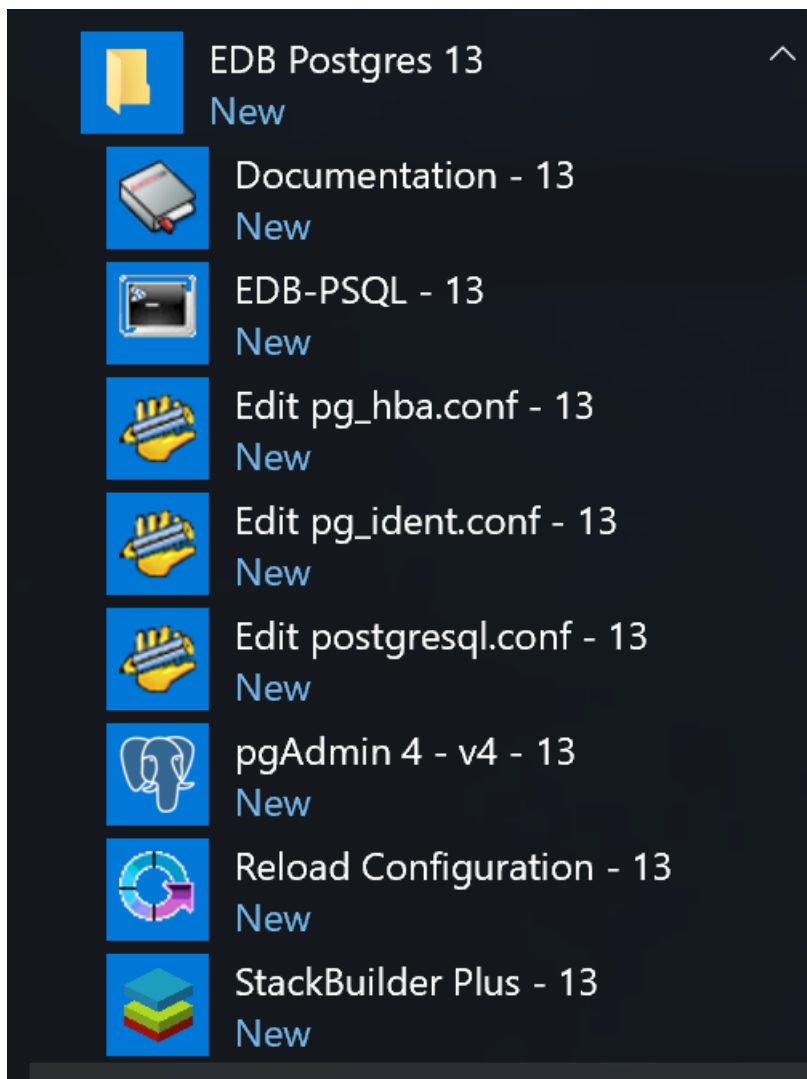 EDB Postgres 13
New
Documentation - 13
New
EDB-PSQL - 13
New
Edit pg_hba.conf - 13
New
Edit pg_ident.conf - 13
New
Edit postgresql.conf - 13
New
pgAdmin 4 - v4 - 13
New
Reload Configuration - 13
New
StackBuilder Plus - 13
New